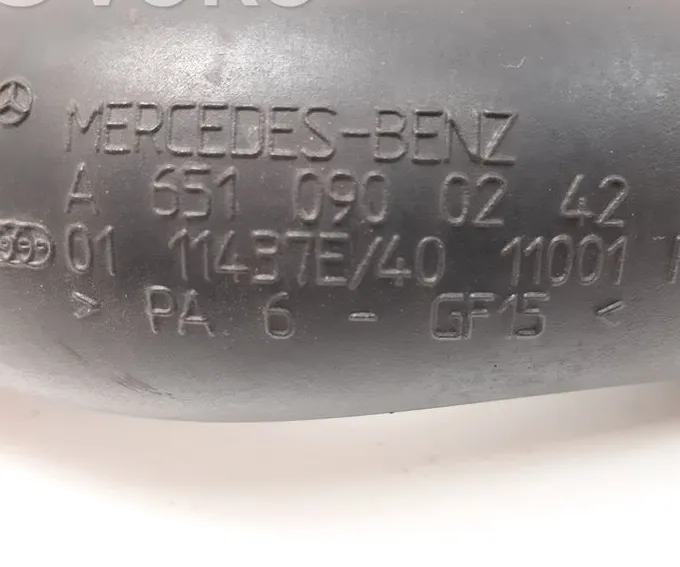 MERCEDES-BENZ
A 651 090 02 42
01 11437E/40 11001
> PA 6 - GF15 <